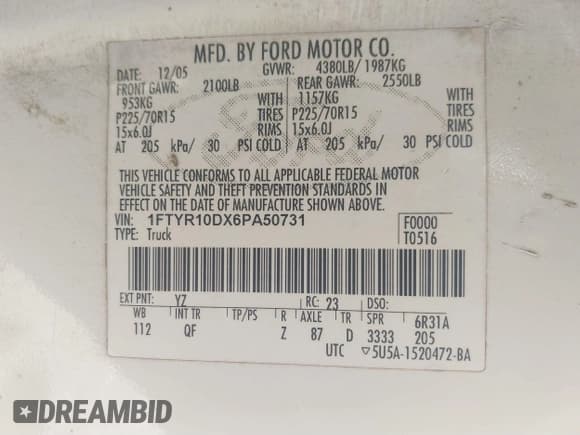 MFD. BY FORD MOTOR CO.
DATE: 12/05 GVWR: 4380LB/ 1987KG
FRONT GAWR: 2100LB REAR GAWR: 2550LB
953KG WITH 1157KG WITH
P225/70R15 TIRES P225/70R15 TIRES
15x6.0J RIMS 15x6.0J RIMS
AT 205 kPa/ 30 PSI COLD AT 205 kPa/ 30 PSI COLD
THIS VEHICLE CONFORMS TO ALL APPLICABLE FEDERAL MOTOR
VEHICLE SAFETY AND THEFT PREVENTION STANDARDS IN
EFFECT ON THE DATE OF MANUFACTURE SHOWN ABOVE.
VIN: 1FTYR10DX6PA50731 F0000
TYPE: Truck T0516
EXT PNT: YZ RC: 23 DSO:
WB INT TR TP/PS R AXLE TR SPR 6R31A
112 QF Z 87 D 3333 205
UTC ▽5U5A-1520472-BA
DREAMBID